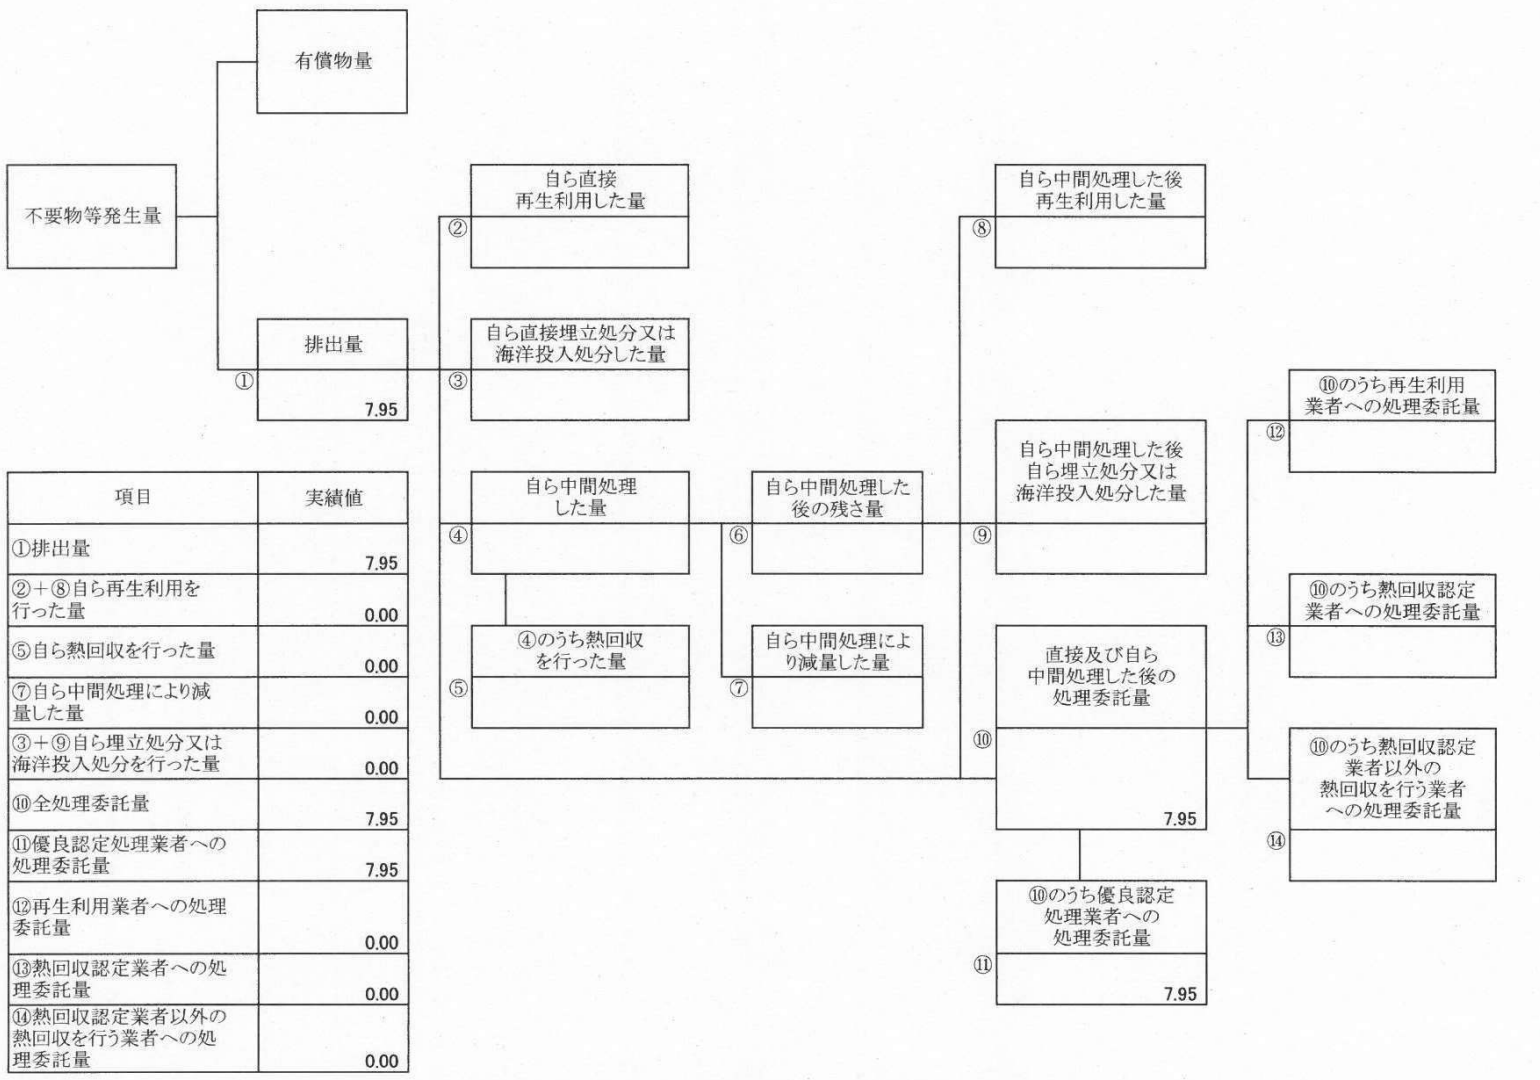 有償物量
不要物等発生量
排出量
①
7.95
自ら直接
再生利用した量
②
自ら直接埋立処分又は
海洋投入処分した量
③
自ら中間処理
した量
④
④のうち熱回収
を行った量
⑤
自ら中間処理した
後の残さ量
⑥
自ら中間処理によ
り減量した量
⑦
自ら中間処理した後
再生利用した量
⑧
自ら中間処理した後
自ら埋立処分又は
海洋投入処分した量
⑨
直接及び自ら
中間処理した後の
処理委託量
⑩
7.95
⑩のうち優良認定
処理業者への
処理委託量
⑪
7.95
⑩のうち再生利用
業者への処理委託量
⑫
⑩のうち熱回収認定
業者への処理委託量
⑬
⑩のうち熱回収認定
業者以外の
熱回収を行う業者
への処理委託量
⑭
項目
実績値
①排出量
7.95
②＋⑧自ら再生利用を
行った量
0.00
⑤自ら熱回収を行った量
0.00
⑦自ら中間処理により減
量した量
0.00
③＋⑨自ら埋立処分又は
海洋投入処分を行った量
0.00
⑩全処理委託量
7.95
⑪優良認定処理業者への
処理委託量
7.95
⑫再生利用業者への処理
委託量
0.00
⑬熱回収認定業者への処
理委託量
0.00
⑭熱回収認定業者以外の
熱回収を行う業者への処
理委託量
0.00